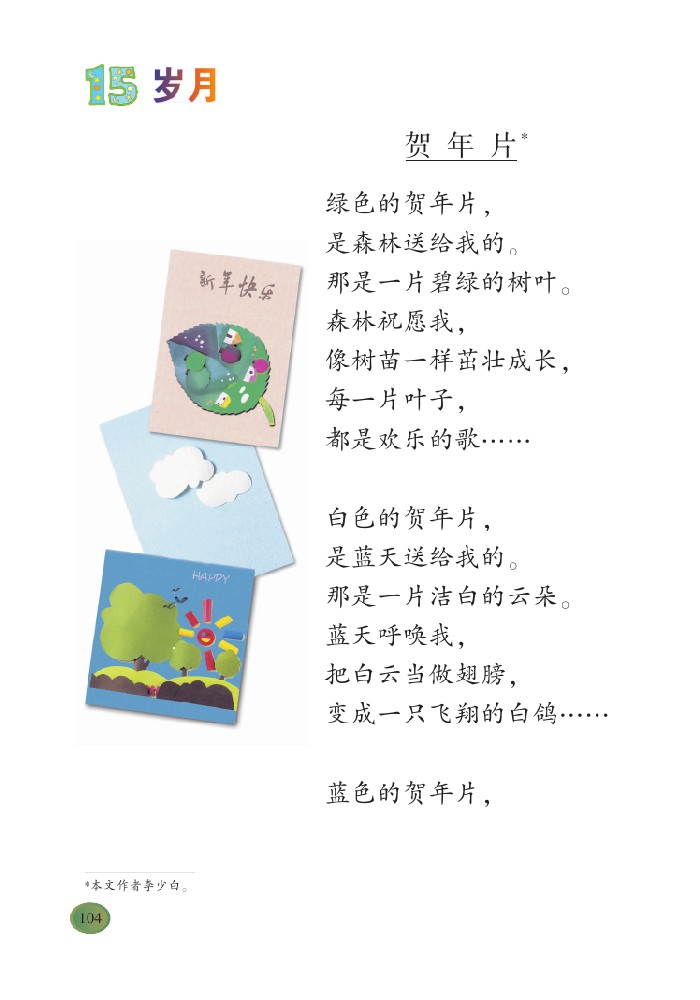 15 岁月
贺年片*
绿色的贺年片，
是森林送给我的。
那是一片碧绿的树叶。
森林祝愿我，
像树苗一样茁壮成长，
每一片叶子，
都是欢乐的歌……
新年快乐
白色的贺年片，
是蓝天送给我的。
那是一片洁白的云朵。
蓝天呼唤我，
把白云当做翅膀，
变成一只飞翔的白鸽……
HAPPY
蓝色的贺年片，
*本文作者李少白。
104